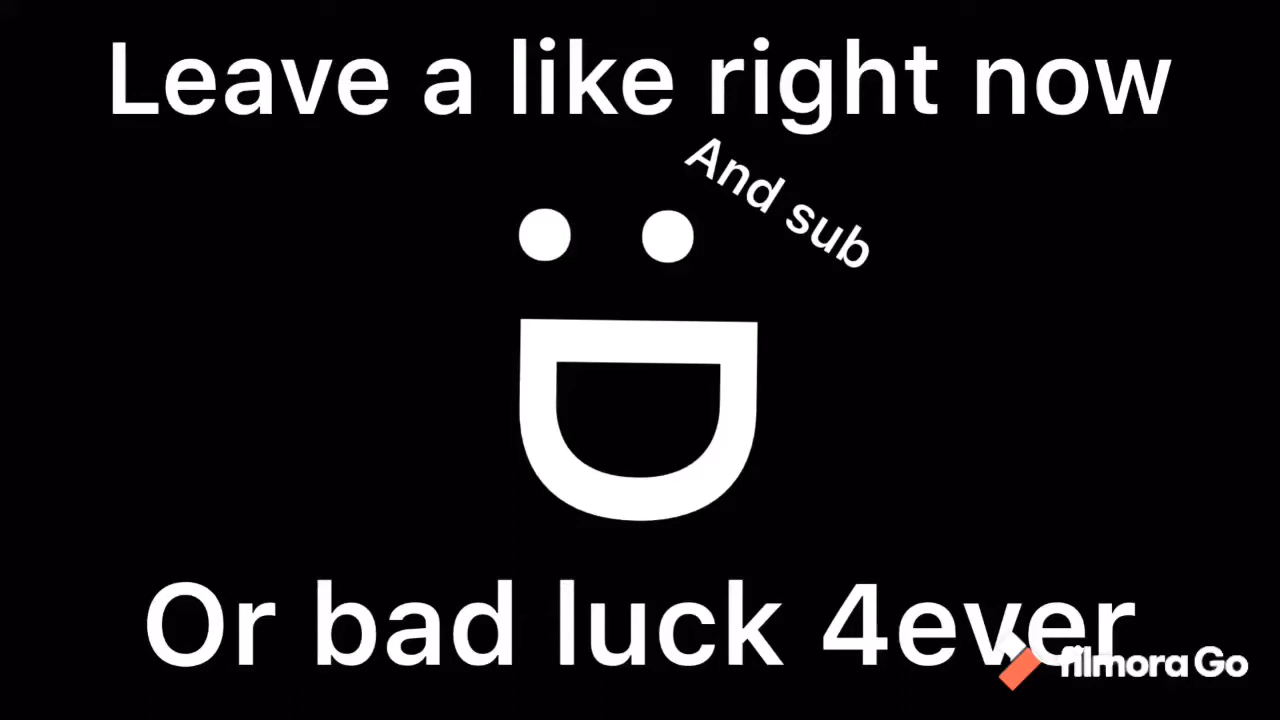 Leave a like right now
And sub
:D
Or bad luck 4ever
filmora Go